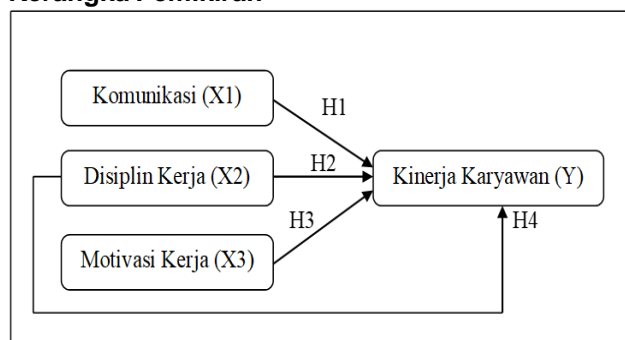 Kerangka Pemikiran
Komunikasi (X1)
H1
Disiplin Kerja (X2)
H2
Kinerja Karyawan (Y)
H3
H4
Motivasi Kerja (X3)